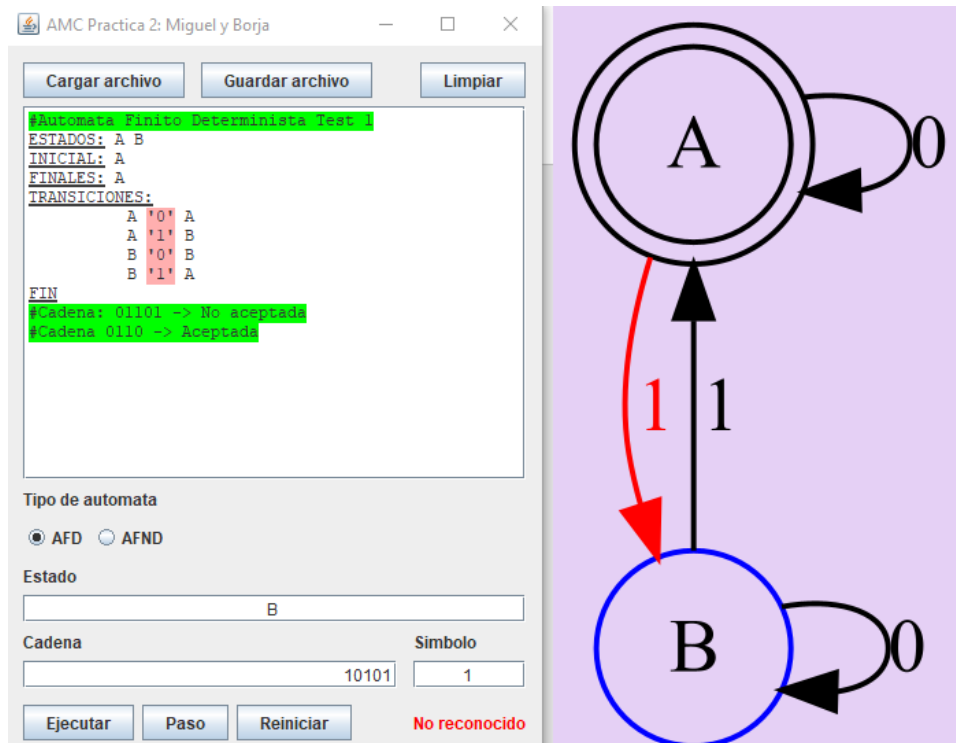 AMC Practica 2: Miguel y Borja
Cargar archivo Guardar archivo Limpiar
#Automata Finito Determinista Test 1
ESTADOS: A B
INICIAL: A
FINALES: A
TRANSICIONES:
A '0' A
A '1' B
B '0' B
B '1' A
FIN
#Cadena: 01101 -> No aceptada
#Cadena 0110 -> Aceptada
Tipo de automata
AFD AFND
Estado
B
Cadena Simbolo
10101 1
Ejecutar Paso Reiniciar No reconocido
A 0
1 1
B 0